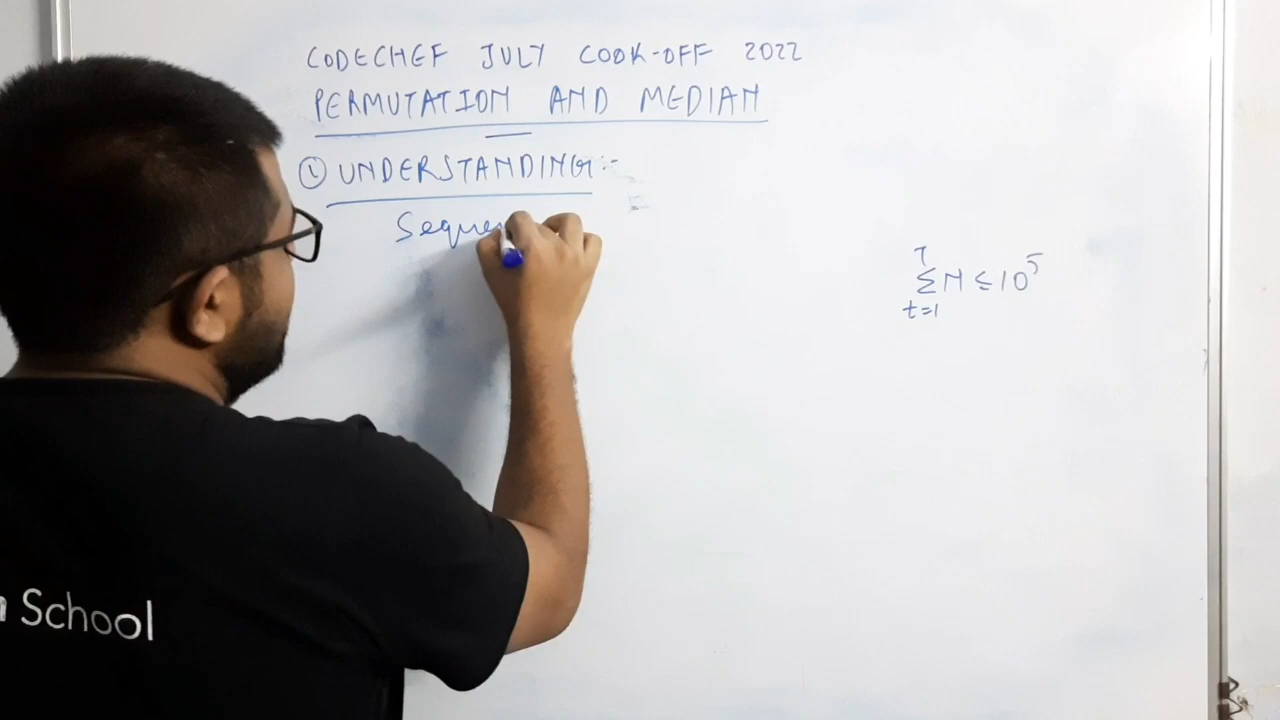 CODECHEF JULY COOK-OFF 2022
PERMUTATION AND MEDIAN
① UNDERSTANDING :-
Seque
T
Σ N ≤ 10⁵
t=1
School